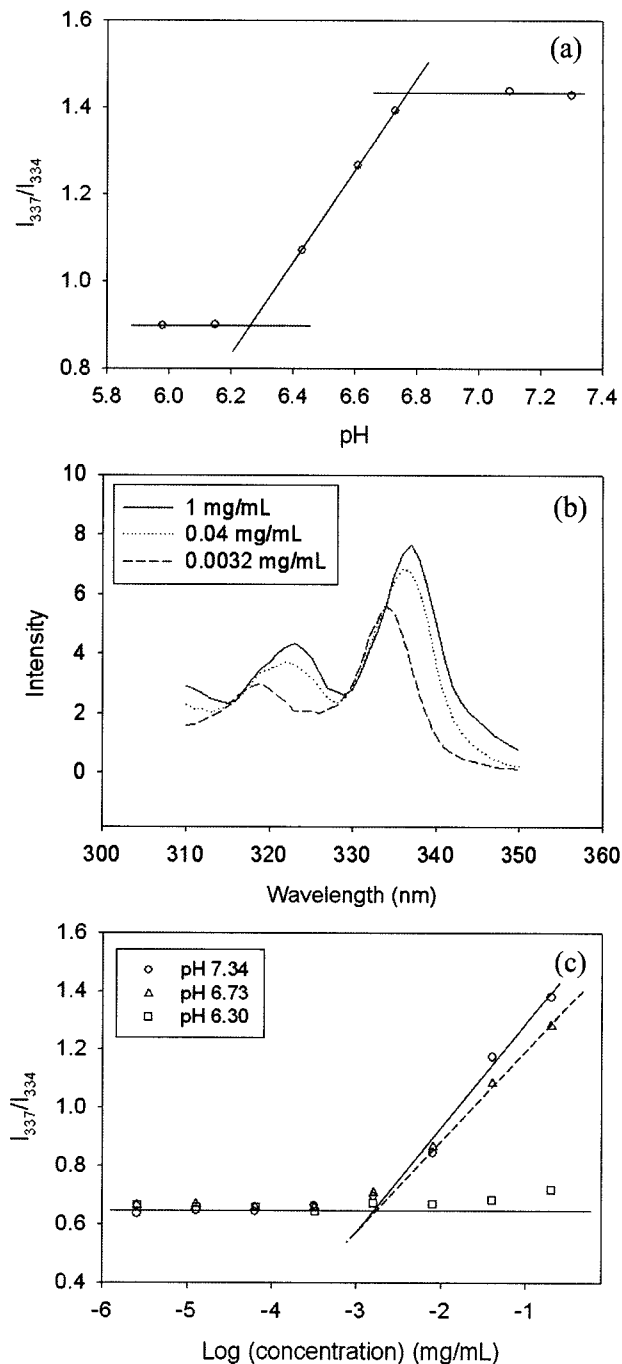 (a)
1.6
1.4
1.2
1.0
0.8
I337/I334
5.8 6.0 6.2 6.4 6.6 6.8 7.0 7.2 7.4
pH
(b)
10
8
6
4
2
0
Intensity
1 mg/mL
0.04 mg/mL
0.0032 mg/mL
300 310 320 330 340 350 360
Wavelength (nm)
(c)
1.6
1.4
1.2
1.0
0.8
0.6
0.4
I337/I334
pH 7.34
pH 6.73
pH 6.30
-6 -5 -4 -3 -2 -1
Log (concentration) (mg/mL)